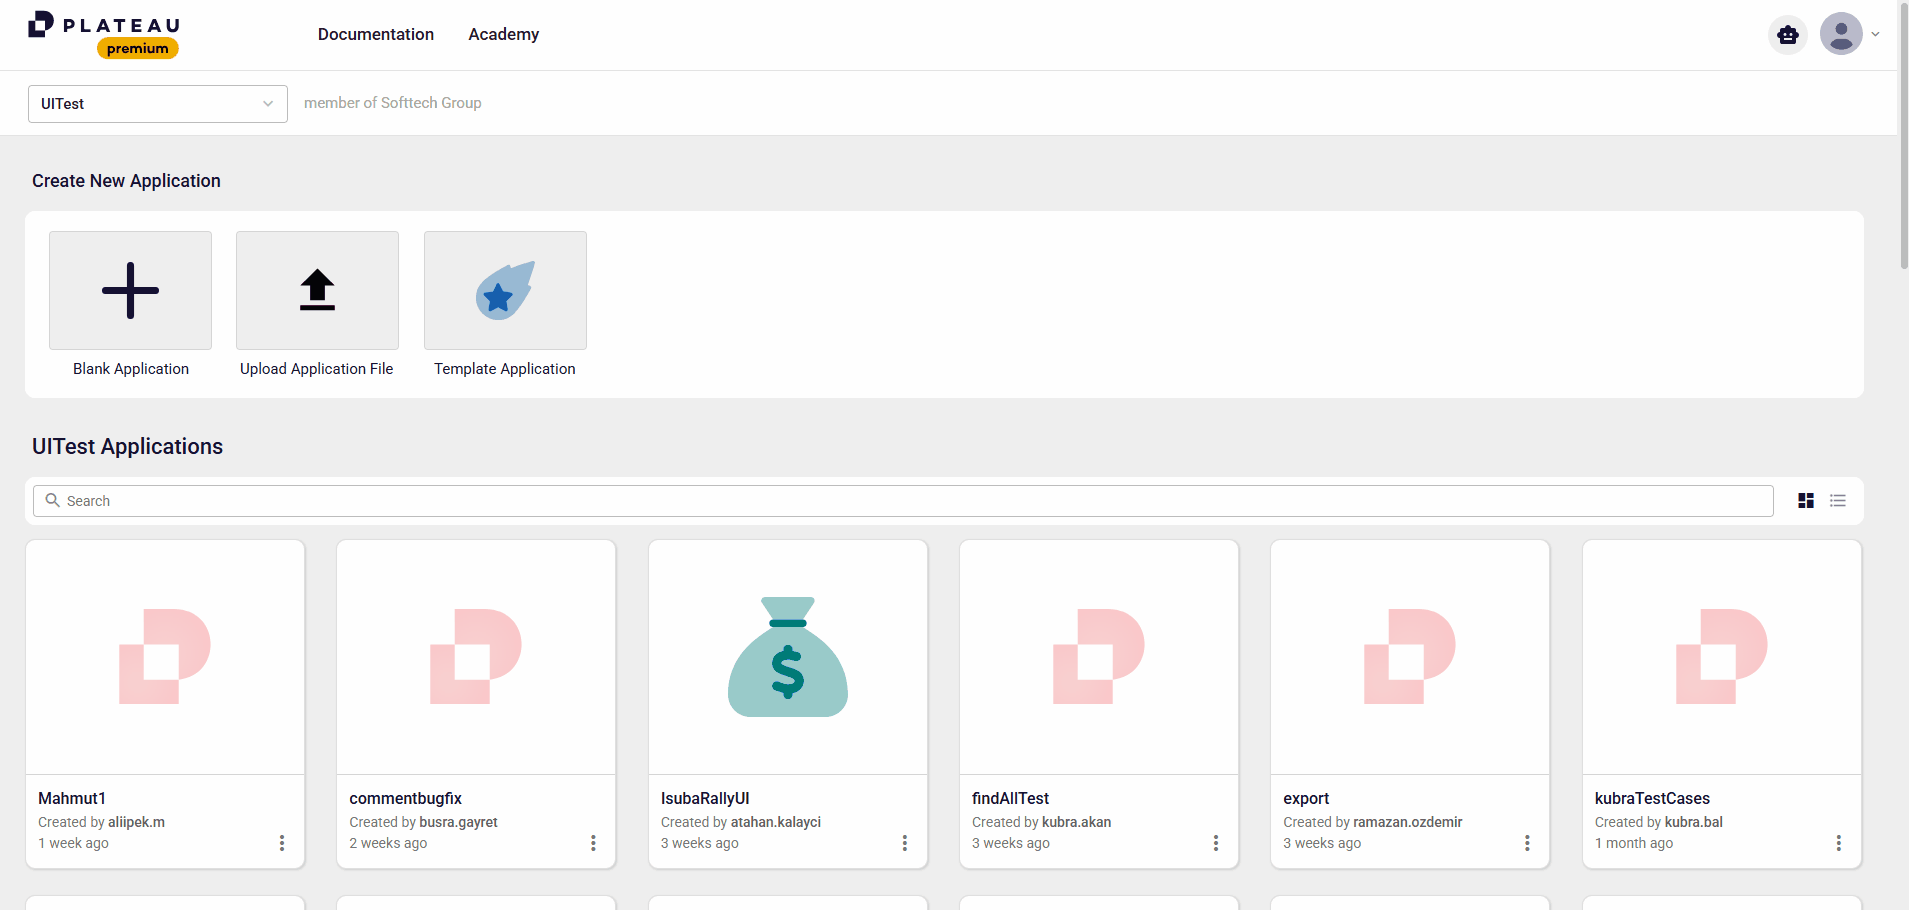 PLATEAU
premium
Documentation
Academy
UITest
member of Softtech Group
Create New Application
Blank Application
Upload Application File
Template Application
UITest Applications
Search
Mahmut1
Created by aliipek.m
1 week ago
commentbugfix
Created by busra.gayret
2 weeks ago
$
IsubaRallyUI
Created by atahan.kalayci
3 weeks ago
findAllTest
Created by kubra.akan
3 weeks ago
export
Created by ramazan.ozdemir
3 weeks ago
kubraTestCases
Created by kubra.bal
1 month ago